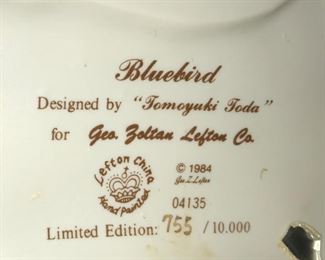 Bluebird
Designed by "Tomoyuki Toda"
for Geo. Zoltan Lefton Co.
Lefton China
Hand Painted
© 1984
Geo. Z. Lefton
04135
Limited Edition: 755 / 10.000